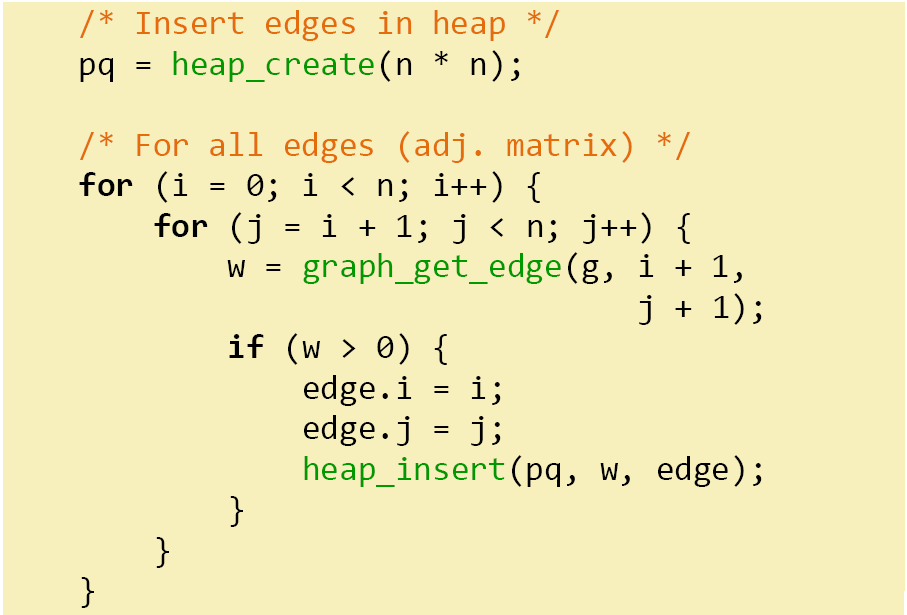 /* Insert edges in heap */
pq = heap_create(n * n);
/* For all edges (adj. matrix) */
for (i = 0; i < n; i++) {
for (j = i + 1; j < n; j++) {
w = graph_get_edge(g, i + 1,
j + 1);
if (w > 0) {
edge.i = i;
edge.j = j;
heap_insert(pq, w, edge);
}
}
}